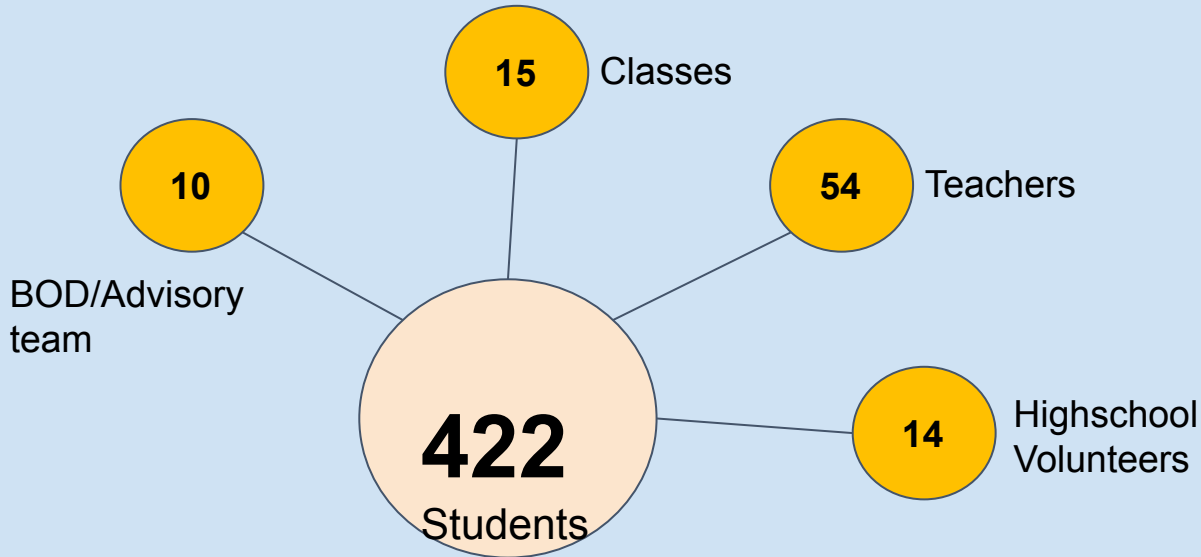 15
Classes
10
54
Teachers
BOD/Advisory
team
422
Students
14
Highschool
Volunteers